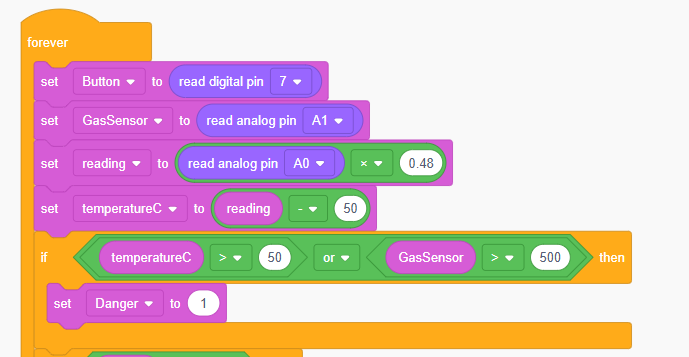 forever
set Button to read digital pin 7
set GasSensor to read analog pin A1
set reading to read analog pin A0 × 0.48
set temperatureC to reading - 50
if temperatureC > 50 or GasSensor > 500 then
set Danger to 1